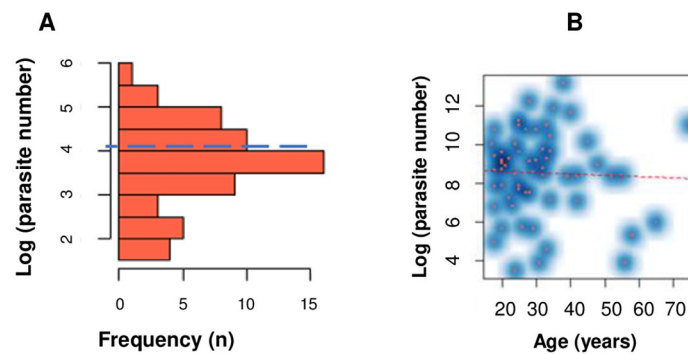 A
Log (parasite number)
6
5
4
3
2
0 5 10 15
Frequency (n)
B
Log (parasite number)
12
10
8
6
4
20 30 40 50 60 70
Age (years)